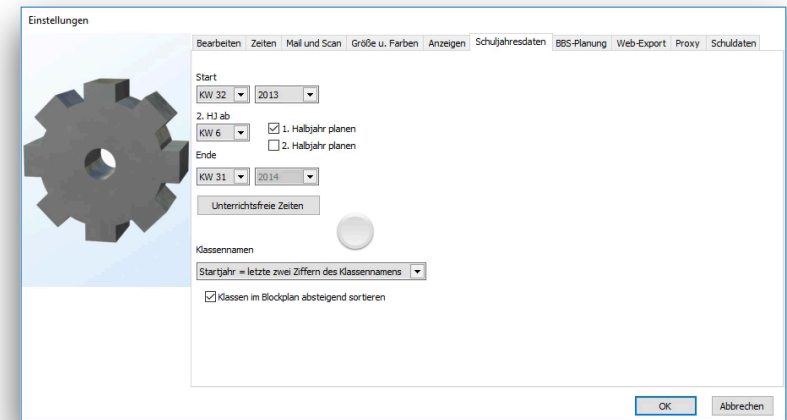 Einstellungen
Bearbeiten Zeiten Mail und Scan Größe u. Farben Anzeigen Schuljahresdaten BBS-Planung Web-Export Proxy Schuldaten
Start
KW 32 2013
2. HJ ab
KW 6 1. Halbjahr planen
2. Halbjahr planen
Ende
KW 31 2014
Unterrichtsfreie Zeiten
Klassennamen
Startjahr = letzte zwei Ziffern des Klassennamens
Klassen im Blockplan absteigend sortieren
OK Abbrechen